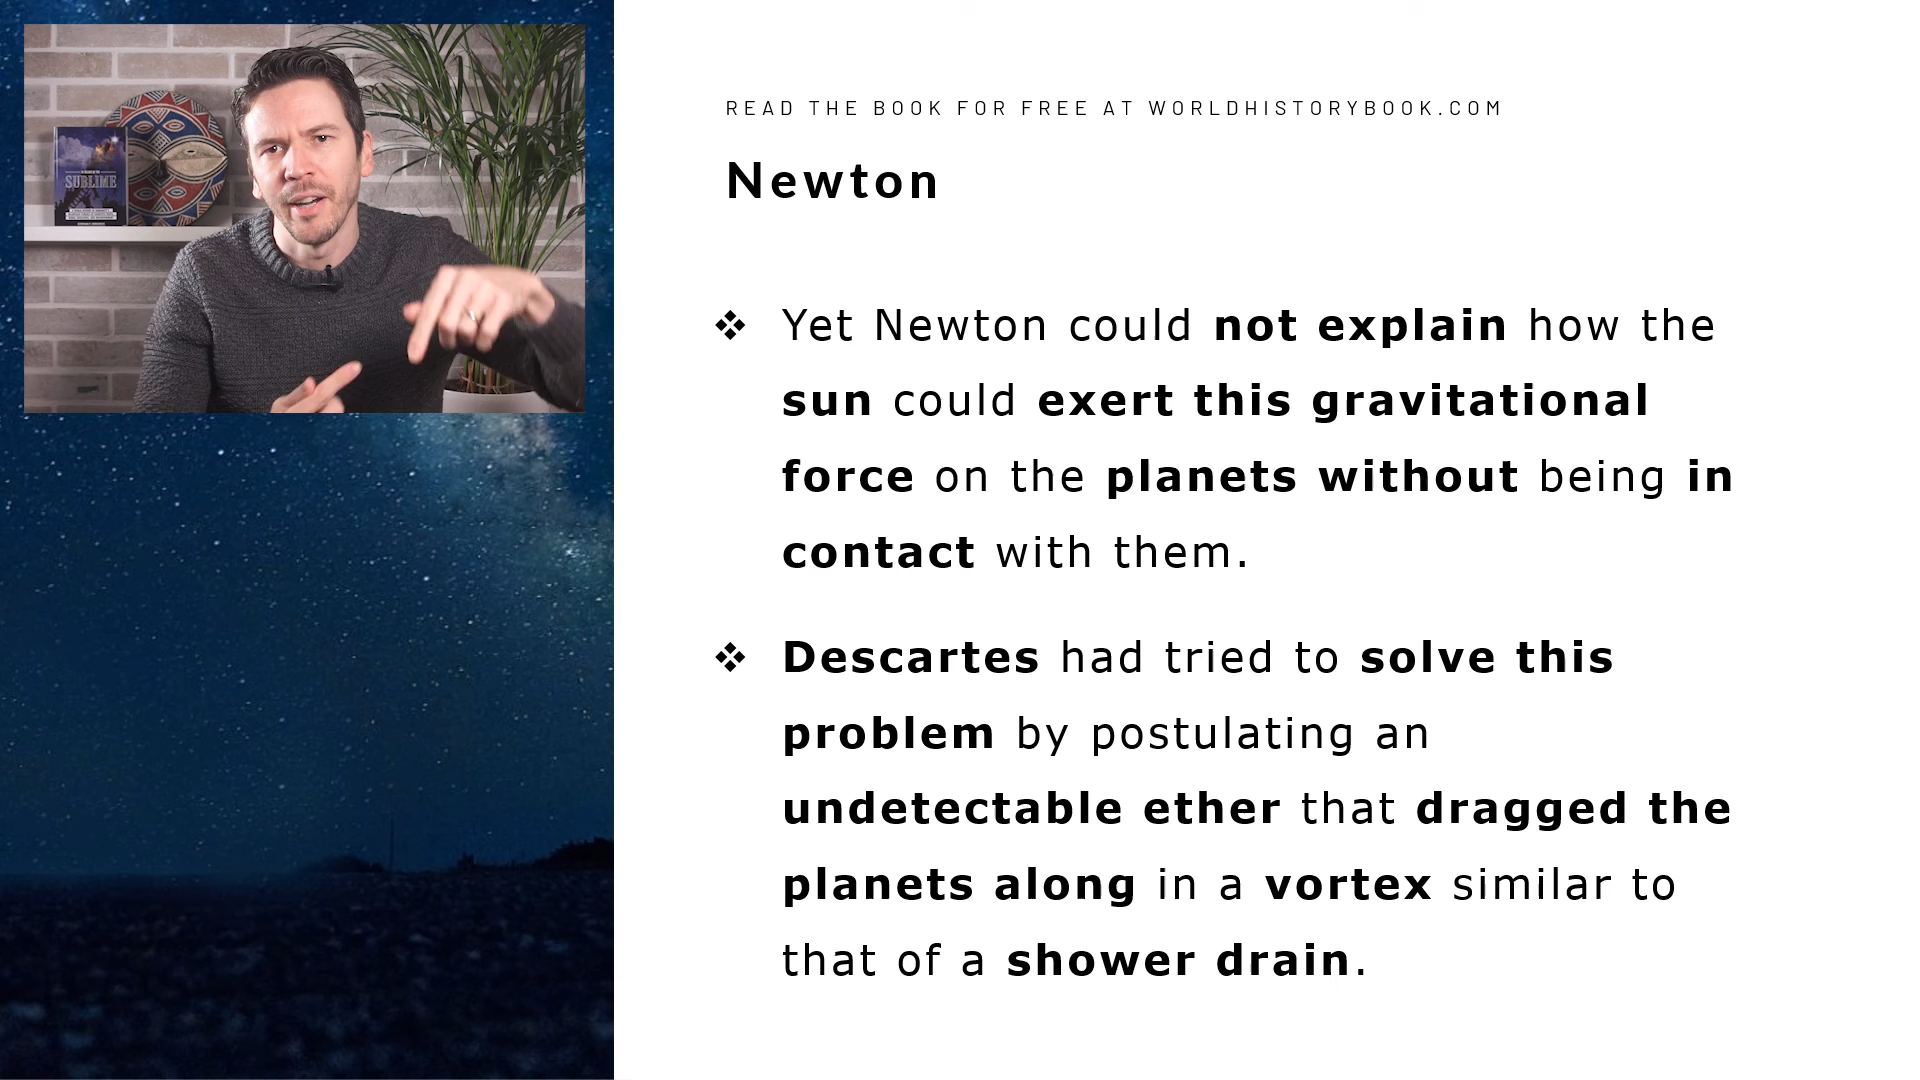 READ THE BOOK FOR FREE AT WORLDHISTORYBOOK.COM
Newton
❖ Yet Newton could not explain how the
sun could exert this gravitational
force on the planets without being in
contact with them.
❖ Descartes had tried to solve this
problem by postulating an
undetectable ether that dragged the
planets along in a vortex similar to
that of a shower drain.
SUBLIME